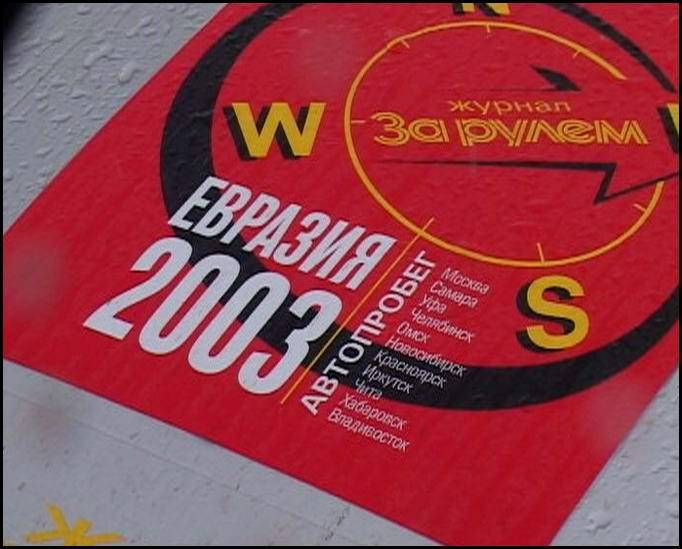 N
W
журнал
За рулем
S
ЕВРАЗИЯ
2003
АВТОПРОБЕГ
Москва
Самара
Уфа
Челябинск
Омск
Новосибирск
Красноярск
Иркутск
Чита
Хабаровск
Владивосток